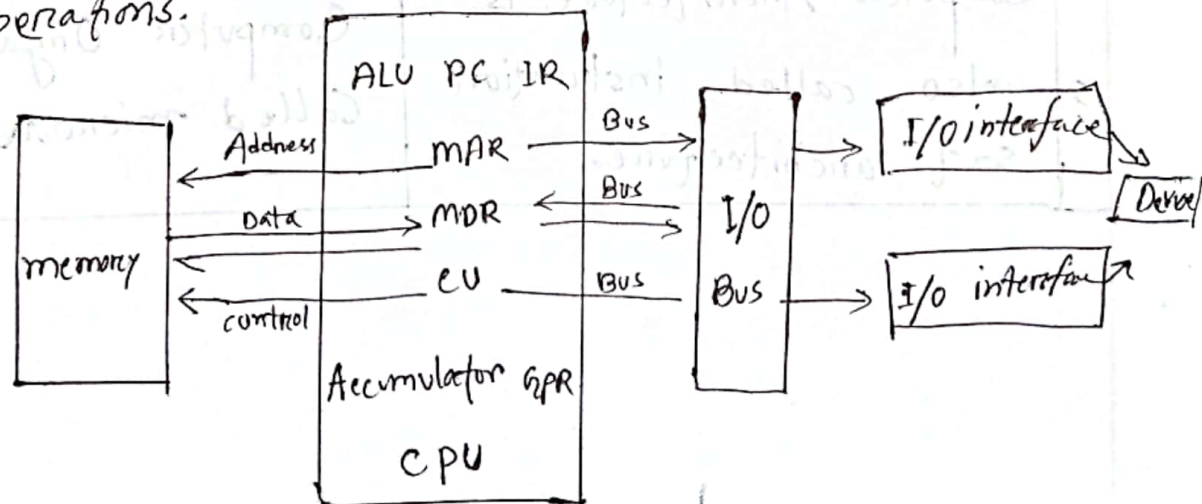 operations.
ALU PC IR
Address
MAR
Bus
I/O interface
Data
MDR
Bus
I/O
Bus
memory
CU
Bus
I/O interface
control
Accumulator GPR
CPU